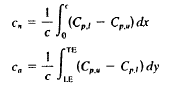 c_n = \frac{1}{c} \int_0^c (C_{p,l} - C_{p,u}) dx
c_a = \frac{1}{c} \int_{LE}^{TE} (C_{p,u} - C_{p,l}) dy